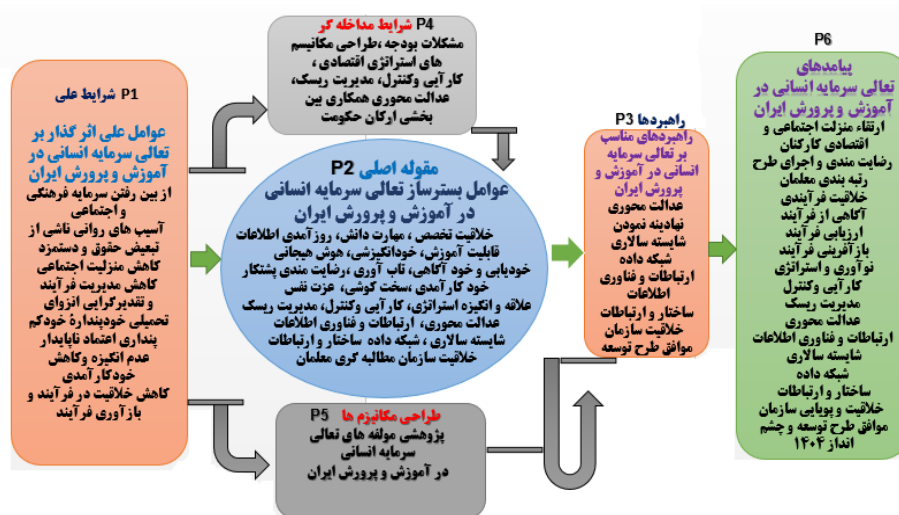 P1 شرایط علی
عوامل علی اثر گذار بر
تعالی سرمایه انسانی در
آموزش و پرورش ایران
از بین رفتن سرمایه فرهنگی
و اجتماعی
آسیب های روانی ناشی از
تبعیض حقوق و دستمزد
کاهش منزلت اجتماعی
کاهش مدیریت فرآیند
و تقدیرگرایی انزوای
تحمیلی خودپندارهٔ خودکم
پنداری اعتماد ناپایدار
عدم انگیزه وکاهش
خودکارآمدی
کاهش خلاقیت در فرآیند و
بازآوری فرآیند
P4 شرایط مداخله گر
مشکلات بودجه ،طراحی مکانیسم
های استراتژی اقتصادی ،
کارآیی وکنترل، مدیریت ریسک،
عدالت محوری همکاری بین
بخشی ارکان حکومت
مقوله اصلی P2
عوامل بسترساز تعالی سرمایه انسانی
در آموزش و پرورش ایران
خلاقیت تخصص ، مهارت دانش، روزآمدی اطلاعات
قابلیت آموزش، خودانگیزشی، هوش هیجانی
خودیابی و خود آگاهی، تاب آوری ،رضایت مندی پشتکار
خود کارآمدی ،سخت کوشی، عزت نفس
علاقه و انگیزه استراتژی، کارآیی وکنترل، مدیریت ریسک
عدالت محوری، ارتباطات و فناوری اطلاعات
شایسته سالاری ، شبکه داده ساختار و ارتباطات
خلاقیت سازمان مطالبه گری معلمان
P5 طراحی مکانیزم ها
پژوهشی مولفه های تعالی
سرمایه انسانی
در آموزش و پرورش ایران
P3 راهبردها
راهبردهای مناسب
بر تعالی سرمایه
انسانی در آموزش و
پرورش ایران
عدالت محوری
نهادینه نمودن
شایسته سالاری
شبکه داده
ارتباطات و فناوری
اطلاعات
ساختار و ارتباطات
خلاقیت سازمان
موافق طرح توسعه
P6
پیامدهای
تعالی سرمایه انسانی در
آموزش و پرورش ایران
ارتقاء منزلت اجتماعی و
اقتصادی کارکنان
رضایت مندی و اجرای طرح
رتبه بندی معلمان
خلاقیت فرآیندی
آگاهی از فرآیند
ارزیابی فرآیند
بازآفرینی فرآیند
نوآوری و استراتژی
کارآیی وکنترل
مدیریت ریسک
عدالت محوری
ارتباطات و فناوری اطلاعات
شایسته سالاری
شبکه داده
ساختار و ارتباطات
خلاقیت و پویایی سازمان
موافق طرح توسعه و چشم
انداز ۱۴۰۴